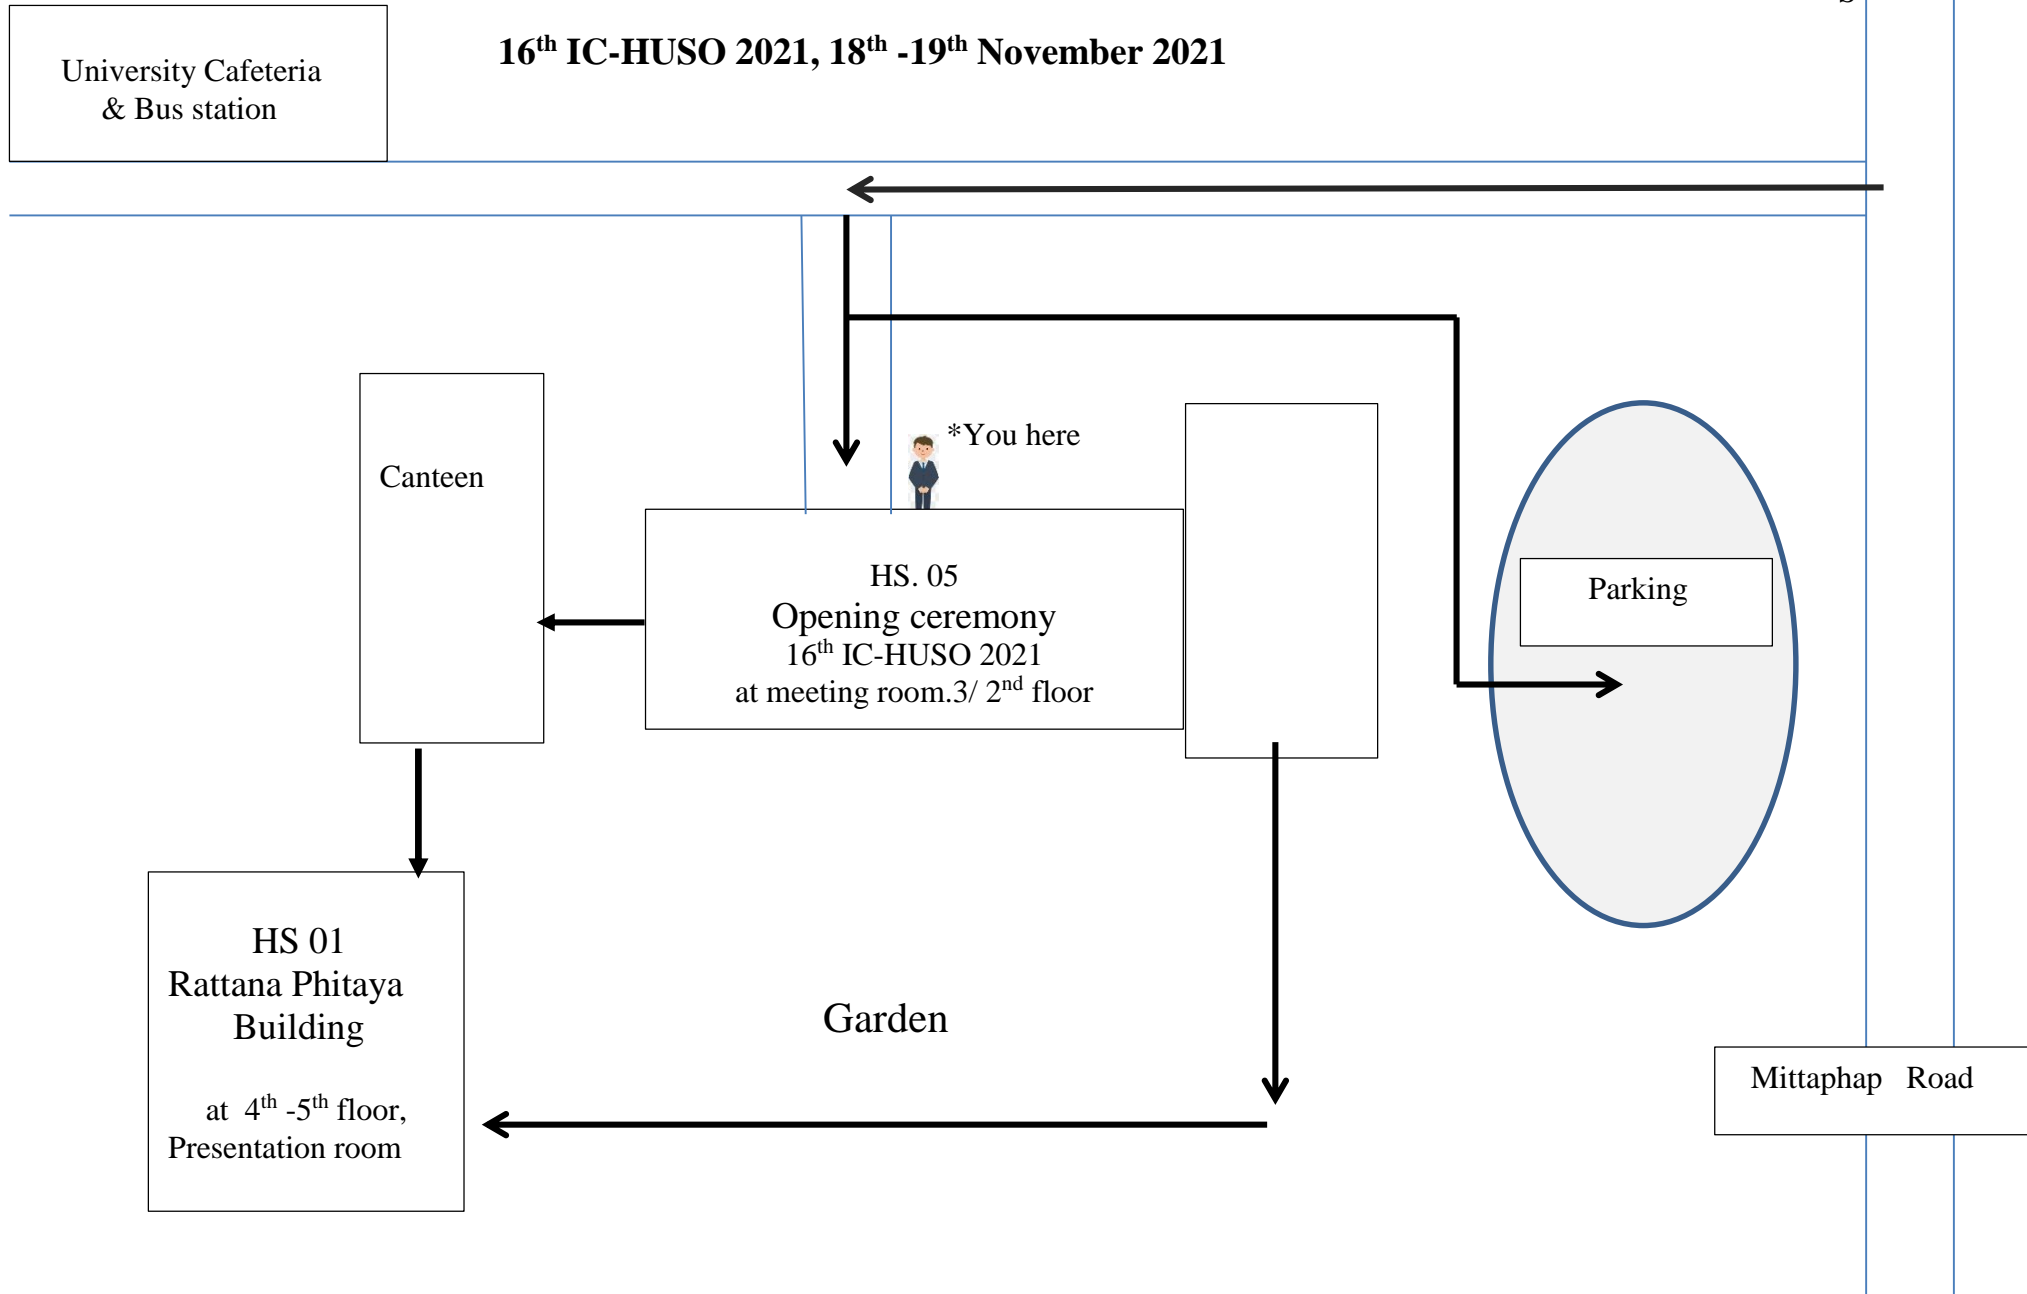 S
16th IC-HUSO 2021, 18th -19th November 2021
University Cafeteria
& Bus station
*You here
Canteen
HS. 05
Opening ceremony
16th IC-HUSO 2021
at meeting room.3/ 2nd floor
Parking
HS 01
Rattana Phitaya
Building
at 4th -5th floor,
Presentation room
Garden
Mittaphap Road